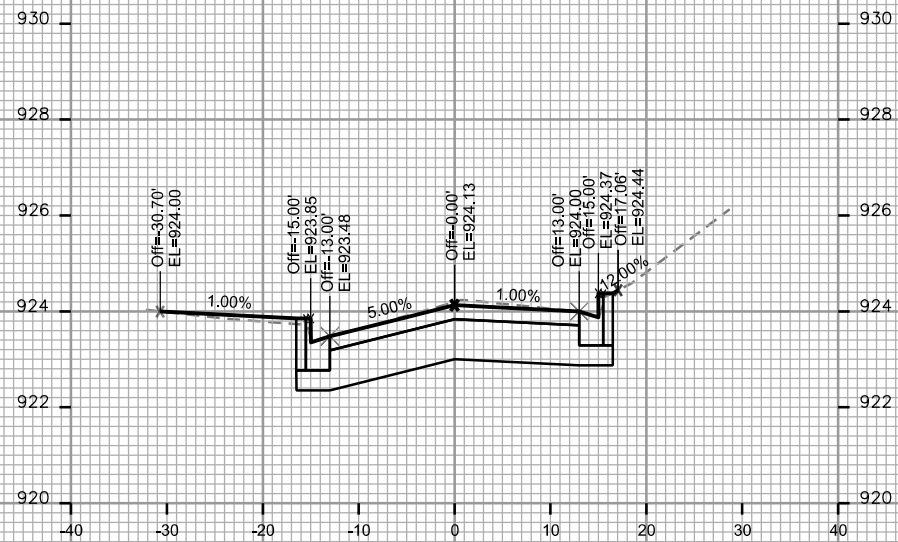 930
930
928
928
926
926
Off=-30.70'
EL=924.00
Off=-15.00'
EL=923.85
Off=-13.00'
EL=923.48
Off=-0.00'
EL=924.13
Off=13.00'
EL=924.00
Off=15.00'
EL=924.37
Off=17.06'
EL=924.44
1.00%
5.00%
1.00%
12.00%
924
924
922
922
920
920
-40
-30
-20
-10
0
10
20
30
40